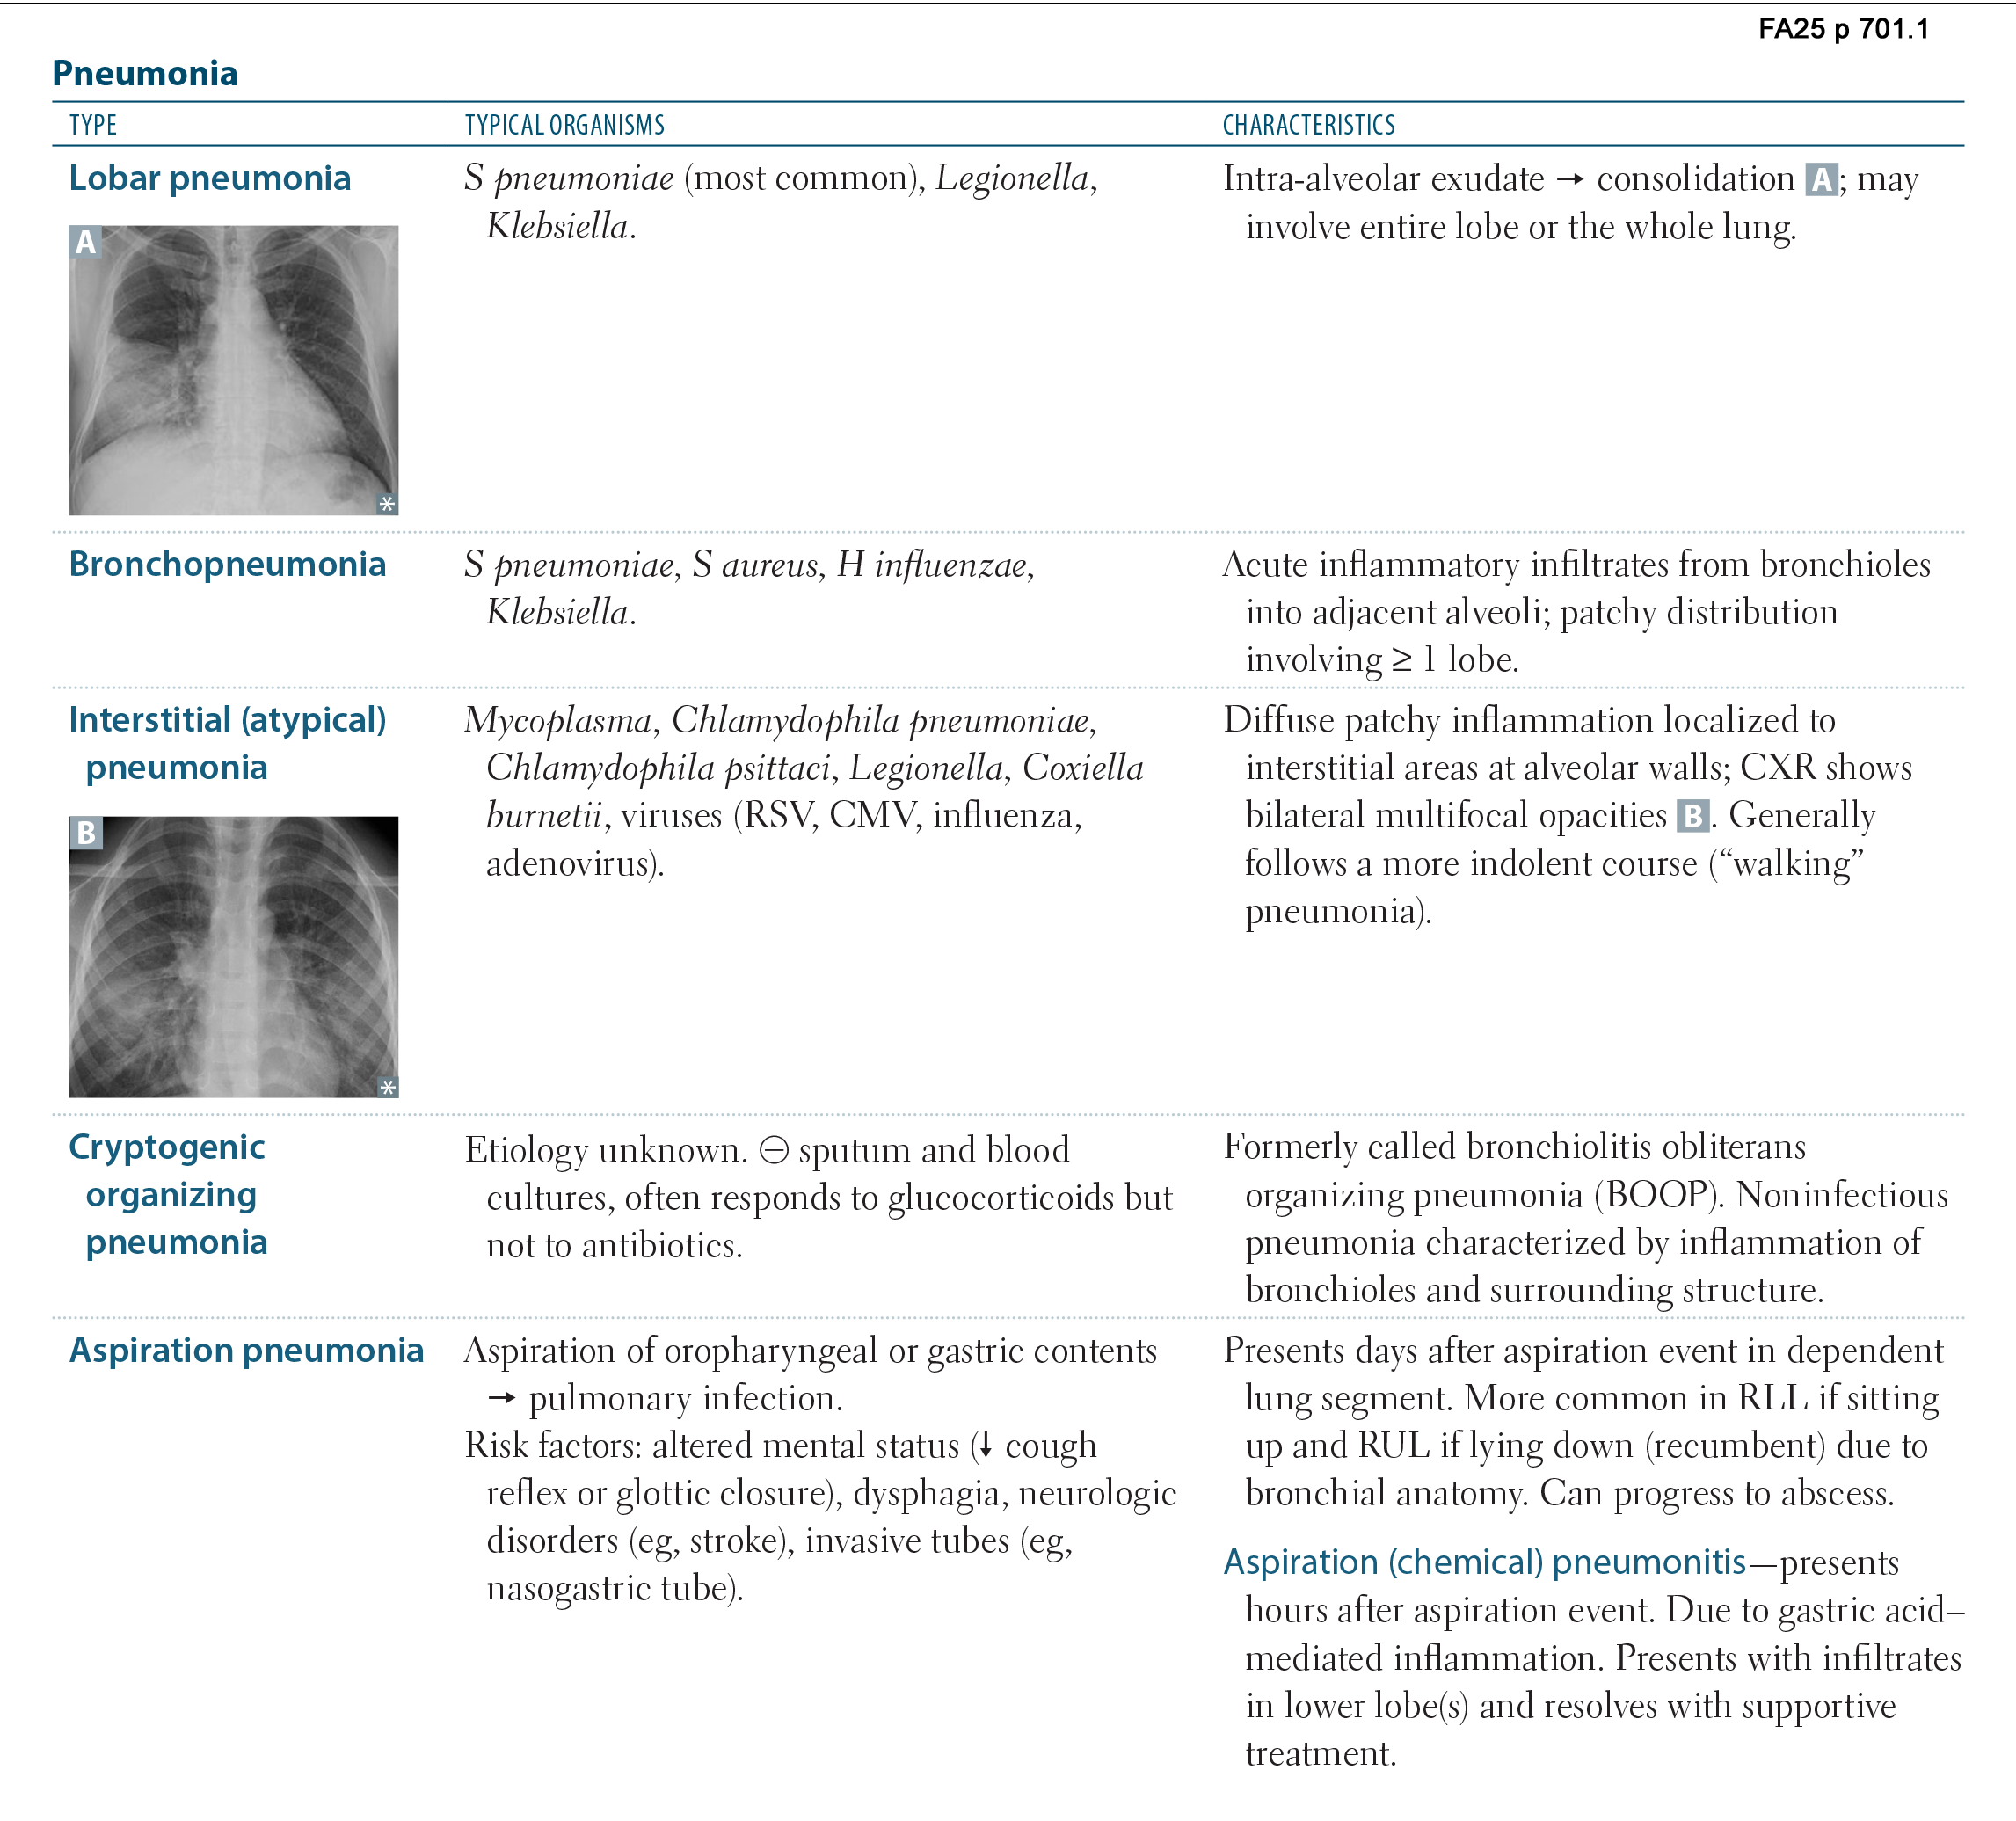 FA25 p 701.1
Pneumonia
TYPE
TYPICAL ORGANISMS
CHARACTERISTICS
Lobar pneumonia
A
*
S pneumoniae (most common), Legionella,
Klebsiella.
Intra-alveolar exudate → consolidation A; may
involve entire lobe or the whole lung.
Bronchopneumonia
S pneumoniae, S aureus, H influenzae,
Klebsiella.
Acute inflammatory infiltrates from bronchioles
into adjacent alveoli; patchy distribution
involving ≥ 1 lobe.
Interstitial (atypical)
pneumonia
B
*
Mycoplasma, Chlamydophila pneumoniae,
Chlamydophila psittaci, Legionella, Coxiella
burnetii, viruses (RSV, CMV, influenza,
adenovirus).
Diffuse patchy inflammation localized to
interstitial areas at alveolar walls; CXR shows
bilateral multifocal opacities B. Generally
follows a more indolent course (“walking”
pneumonia).
Cryptogenic
organizing
pneumonia
Etiology unknown. ⊖ sputum and blood
cultures, often responds to glucocorticoids but
not to antibiotics.
Formerly called bronchiolitis obliterans
organizing pneumonia (BOOP). Noninfectious
pneumonia characterized by inflammation of
bronchioles and surrounding structure.
Aspiration pneumonia
Aspiration of oropharyngeal or gastric contents
→ pulmonary infection.
Risk factors: altered mental status (↓ cough
reflex or glottic closure), dysphagia, neurologic
disorders (eg, stroke), invasive tubes (eg,
nasogastric tube).
Presents days after aspiration event in dependent
lung segment. More common in RLL if sitting
up and RUL if lying down (recumbent) due to
bronchial anatomy. Can progress to abscess.
Aspiration (chemical) pneumonitis—presents
hours after aspiration event. Due to gastric acid–
mediated inflammation. Presents with infiltrates
in lower lobe(s) and resolves with supportive
treatment.